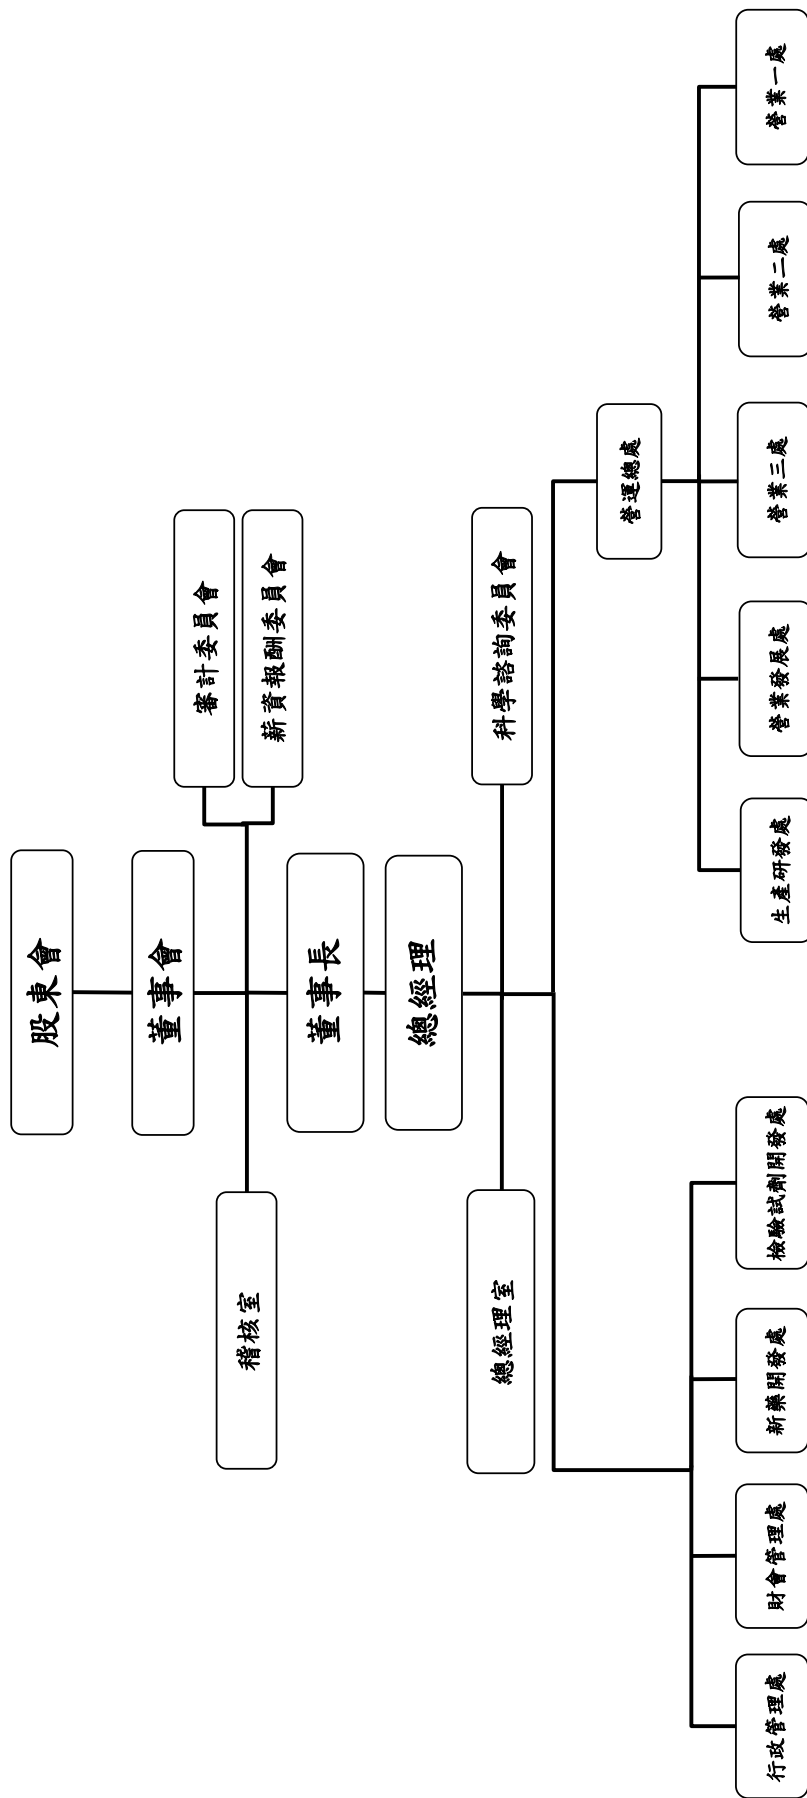 股東會
董事會
審計委員會
薪資報酬委員會
稽核室
董事長
總經理
科學諮詢委員會
總經理室
營運總處
行政管理處
財會管理處
新藥開發處
檢驗試劑開發處
生產研發處
營業發展處
營業三處
營業二處
營業一處